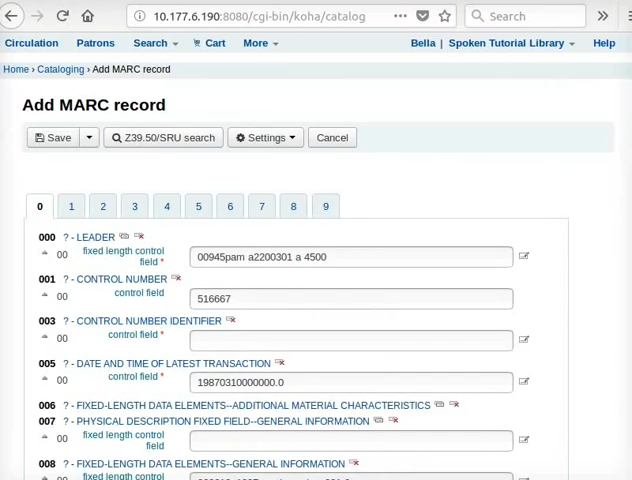 10.177.6.190:8080/cgi-bin/koha/catalog
Search
Circulation Patrons Search Cart More Bella | Spoken Tutorial Library Help
Home › Cataloging › Add MARC record
Add MARC record
Save Z39.50/SRU search Settings Cancel
0 1 2 3 4 5 6 7 8 9
000 ? - LEADER
00 fixed length control field * 00945pam a2200301 a 4500
001 ? - CONTROL NUMBER
00 control field 516667
003 ? - CONTROL NUMBER IDENTIFIER
00 control field *
005 ? - DATE AND TIME OF LATEST TRANSACTION
00 control field * 19870310000000.0
006 ? - FIXED-LENGTH DATA ELEMENTS--ADDITIONAL MATERIAL CHARACTERISTICS
007 ? - PHYSICAL DESCRIPTION FIXED FIELD--GENERAL INFORMATION
00 fixed length control field
008 ? - FIXED-LENGTH DATA ELEMENTS--GENERAL INFORMATION
fixed length control